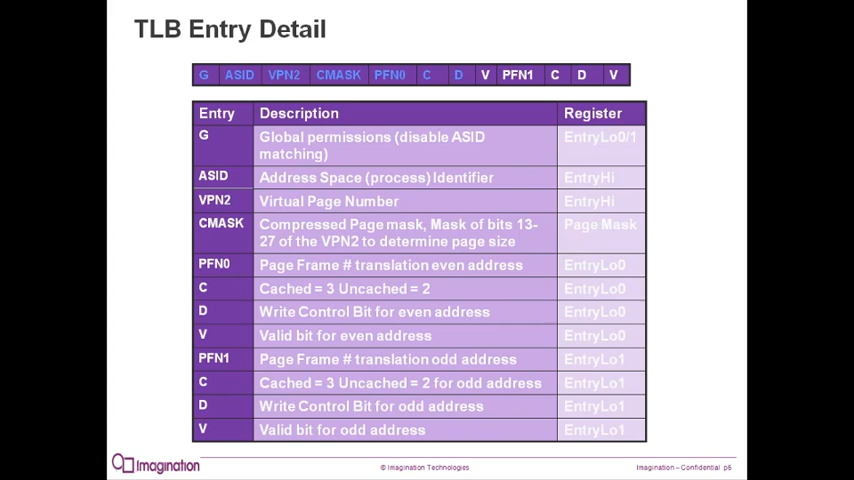 TLB Entry Detail
G ASID VPN2 CMASK PFN0 C D V PFN1 C D V
Entry Description Register
G Global permissions (disable ASID matching) EntryLo0/1
ASID Address Space (process) Identifier EntryHi
VPN2 Virtual Page Number EntryHi
CMASK Compressed Page mask, Mask of bits 13-27 of the VPN2 to determine page size Page Mask
PFN0 Page Frame # translation even address EntryLo0
C Cached = 3 Uncached = 2 EntryLo0
D Write Control Bit for even address EntryLo0
V Valid bit for even address EntryLo0
PFN1 Page Frame # translation odd address EntryLo1
C Cached = 3 Uncached = 2 for odd address EntryLo1
D Write Control Bit for odd address EntryLo1
V Valid bit for odd address EntryLo1
Imagination © Imagination Technologies Imagination – Confidential p5